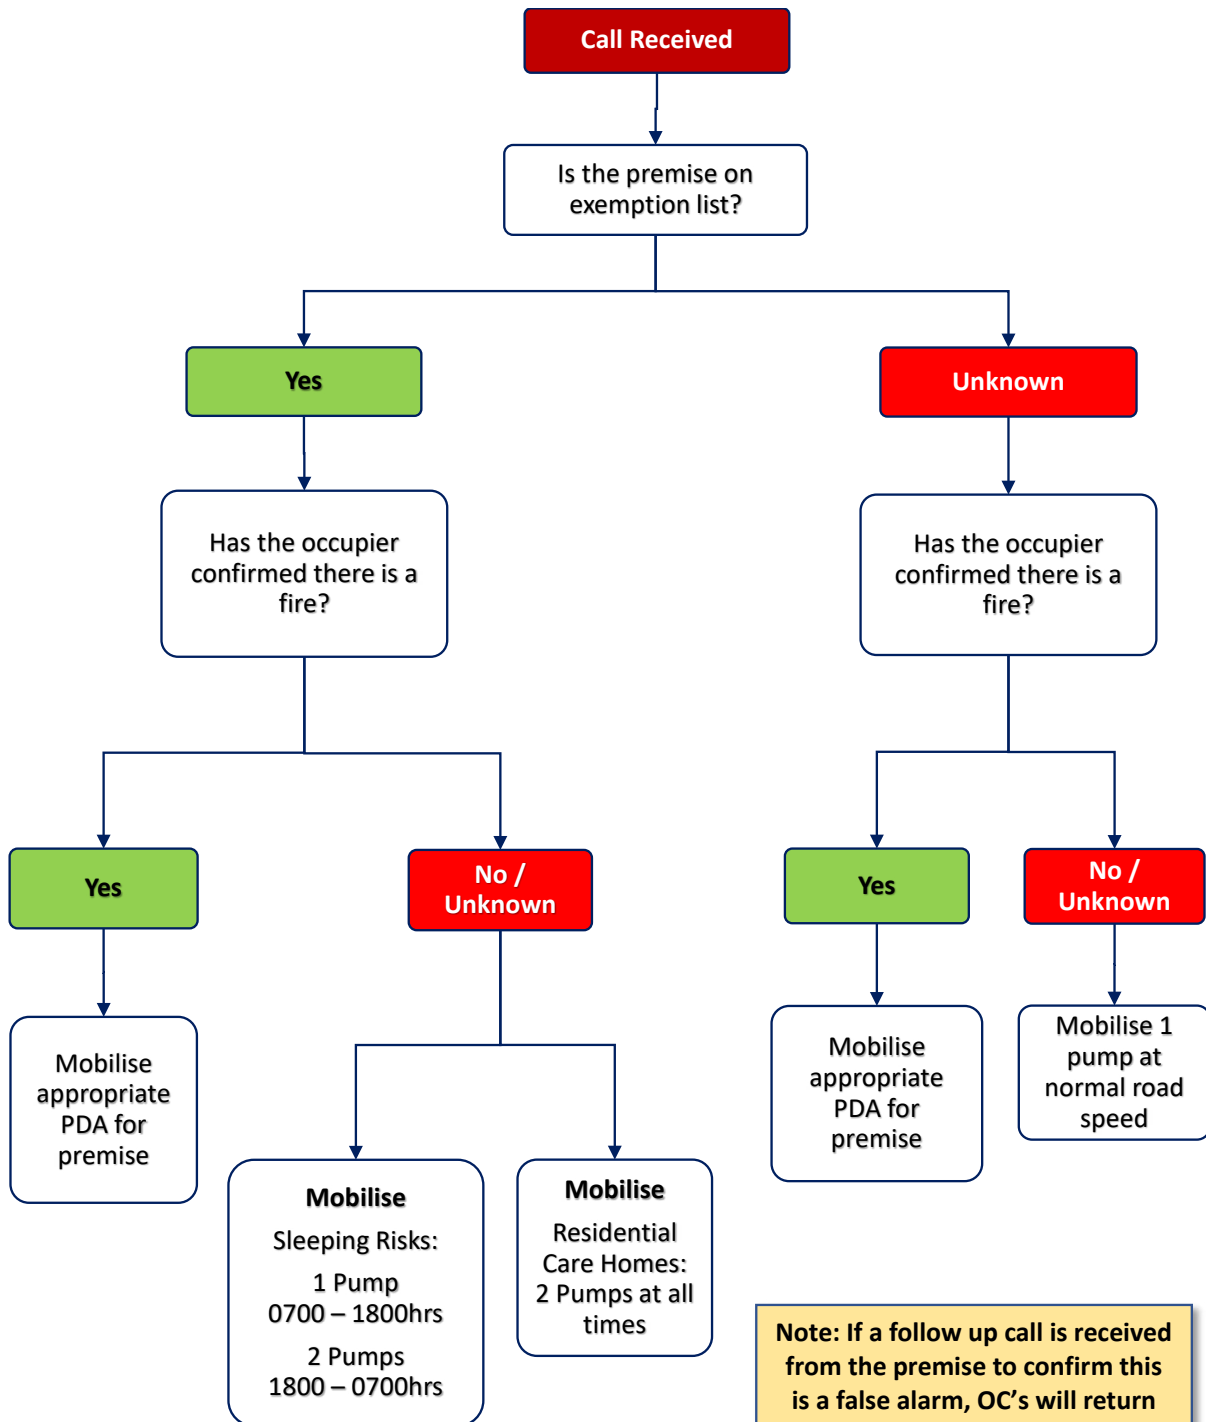 Call Received
Is the premise on
exemption list?
Yes
Unknown
Has the occupier
confirmed there is a
fire?
Has the occupier
confirmed there is a
fire?
Yes
No /
Unknown
Yes
No /
Unknown
Mobilise
appropriate
PDA for
premise
Mobilise
Sleeping Risks:
1 Pump
0700 – 1800hrs
2 Pumps
1800 – 0700hrs
Mobilise
Residential
Care Homes:
2 Pumps at all
times
Mobilise
appropriate
PDA for
premise
Mobilise 1
pump at
normal road
speed
Note: If a follow up call is received
from the premise to confirm this
is a false alarm, OC's will return